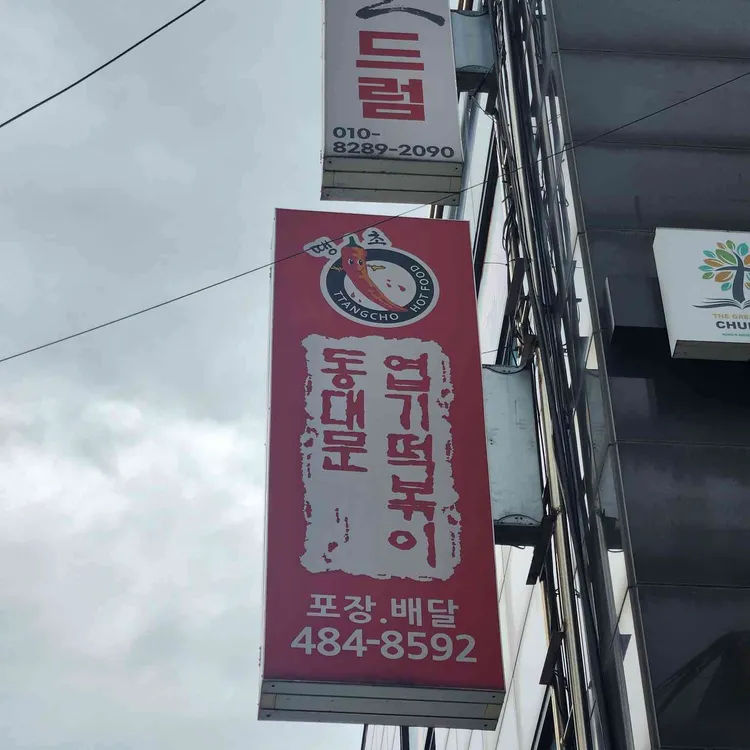 드럼
010-
8289-2090
땡초
TTANGCHO HOT FOOD
동대문
엽기떡볶이
포장.배달
484-8592